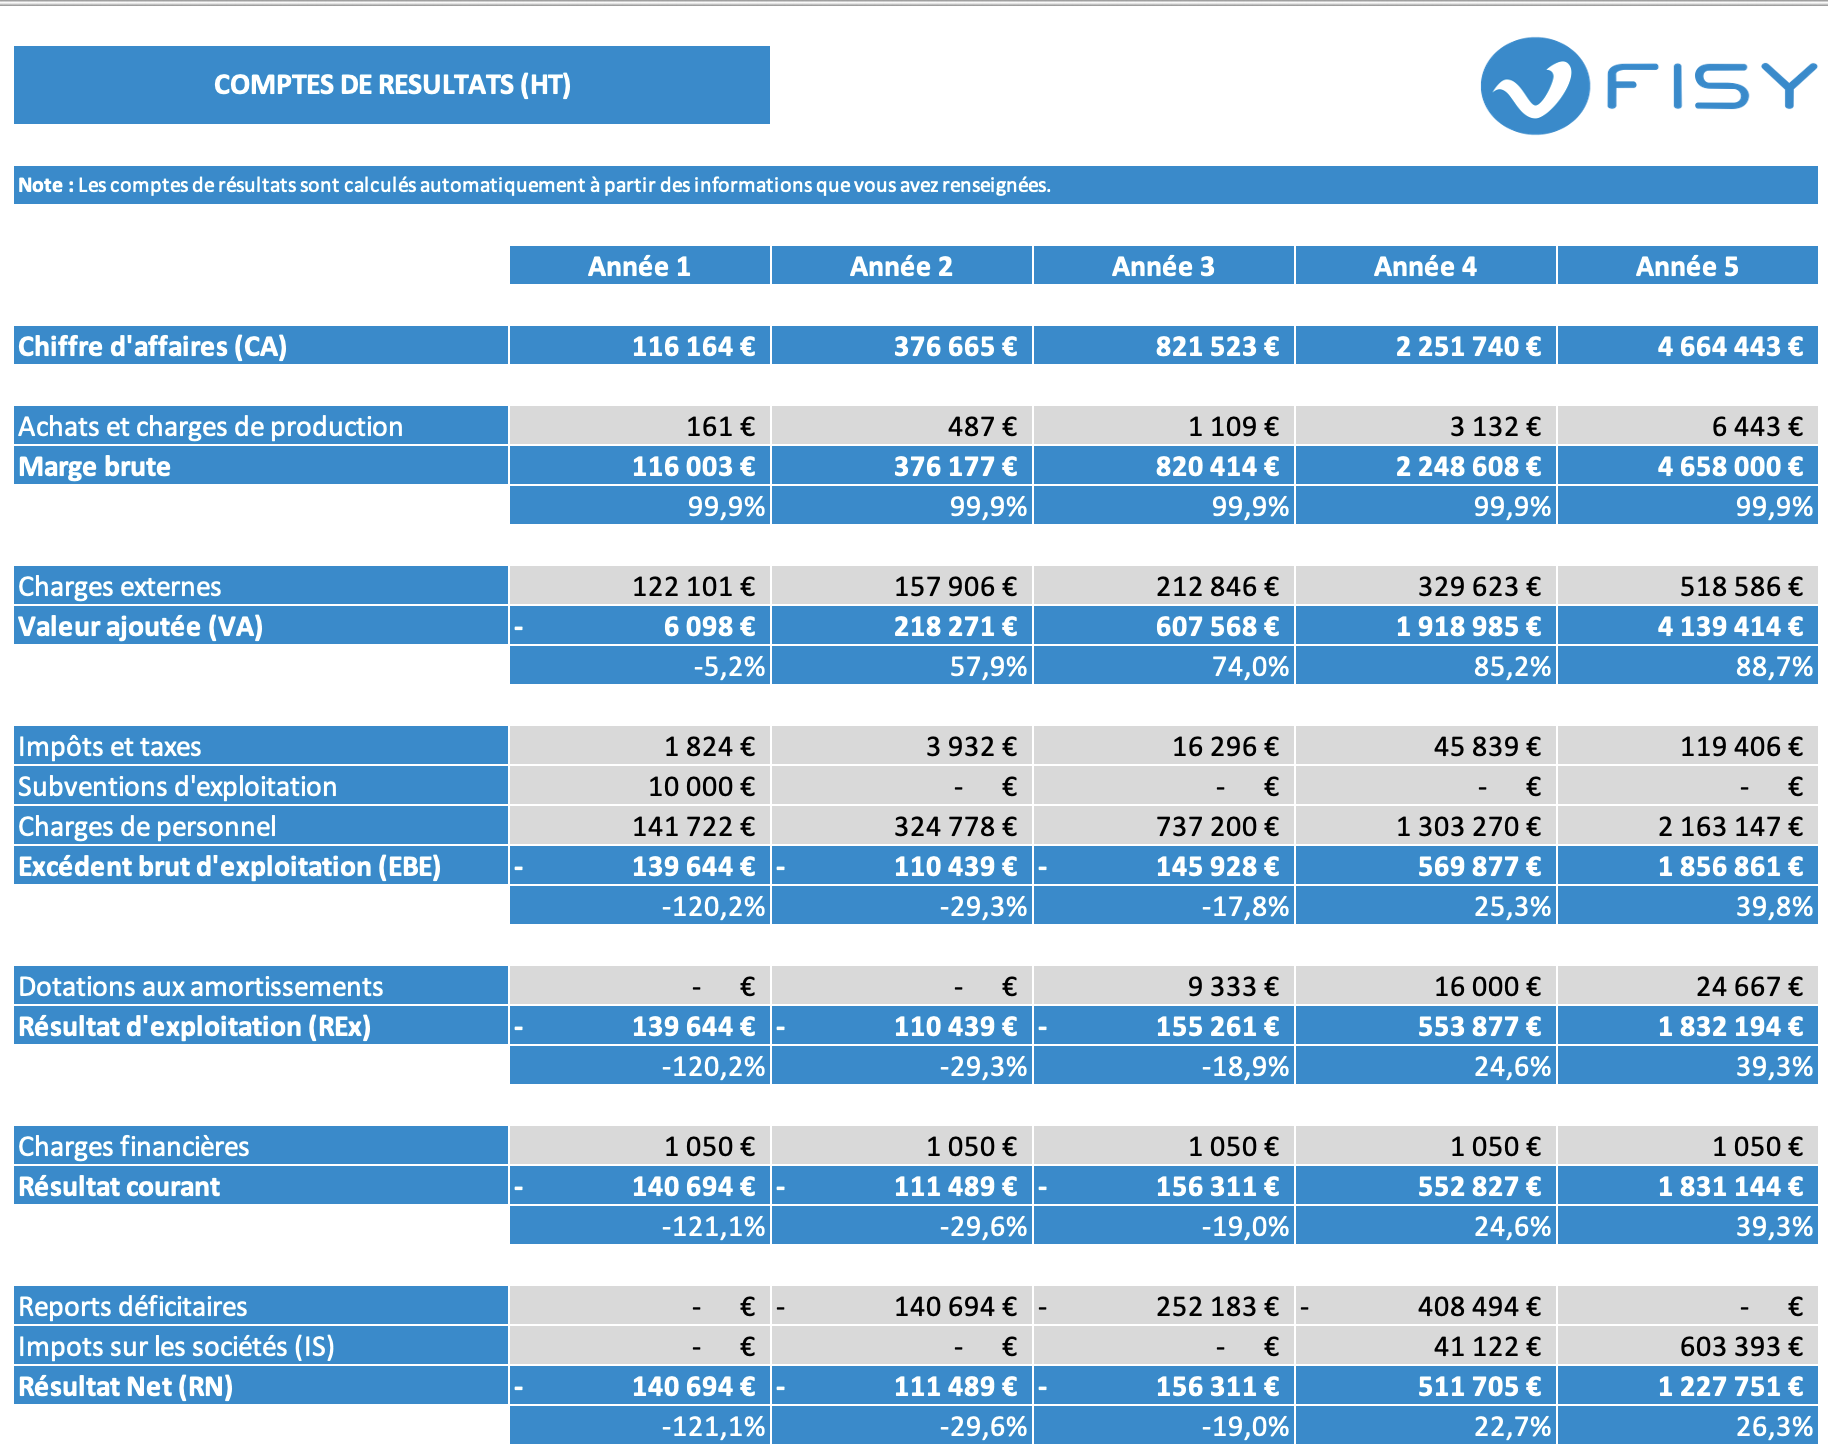 COMPTES DE RESULTATS (HT)
FISY
Note : Les comptes de résultats sont calculés automatiquement à partir des informations que vous avez renseignées.
Année 1 Année 2 Année 3 Année 4 Année 5
Chiffre d'affaires (CA) 116 164 € 376 665 € 821 523 € 2 251 740 € 4 664 443 €
Achats et charges de production 161 € 487 € 1 109 € 3 132 € 6 443 €
Marge brute 116 003 € 376 177 € 820 414 € 2 248 608 € 4 658 000 €
99,9% 99,9% 99,9% 99,9% 99,9%
Charges externes 122 101 € 157 906 € 212 846 € 329 623 € 518 586 €
Valeur ajoutée (VA) - 6 098 € 218 271 € 607 568 € 1 918 985 € 4 139 414 €
-5,2% 57,9% 74,0% 85,2% 88,7%
Impôts et taxes 1 824 € 3 932 € 16 296 € 45 839 € 119 406 €
Subventions d'exploitation 10 000 € - € - € - € - €
Charges de personnel 141 722 € 324 778 € 737 200 € 1 303 270 € 2 163 147 €
Excédent brut d'exploitation (EBE) - 139 644 € - 110 439 € - 145 928 € 569 877 € 1 856 861 €
-120,2% -29,3% -17,8% 25,3% 39,8%
Dotations aux amortissements - € - € 9 333 € 16 000 € 24 667 €
Résultat d'exploitation (REx) - 139 644 € - 110 439 € - 155 261 € 553 877 € 1 832 194 €
-120,2% -29,3% -18,9% 24,6% 39,3%
Charges financières 1 050 € 1 050 € 1 050 € 1 050 € 1 050 €
Résultat courant - 140 694 € - 111 489 € - 156 311 € 552 827 € 1 831 144 €
-121,1% -29,6% -19,0% 24,6% 39,3%
Reports déficitaires - € - 140 694 € - 252 183 € - 408 494 € - €
Impots sur les sociétés (IS) - € - € - € 41 122 € 603 393 €
Résultat Net (RN) - 140 694 € - 111 489 € - 156 311 € 511 705 € 1 227 751 €
-121,1% -29,6% -19,0% 22,7% 26,3%